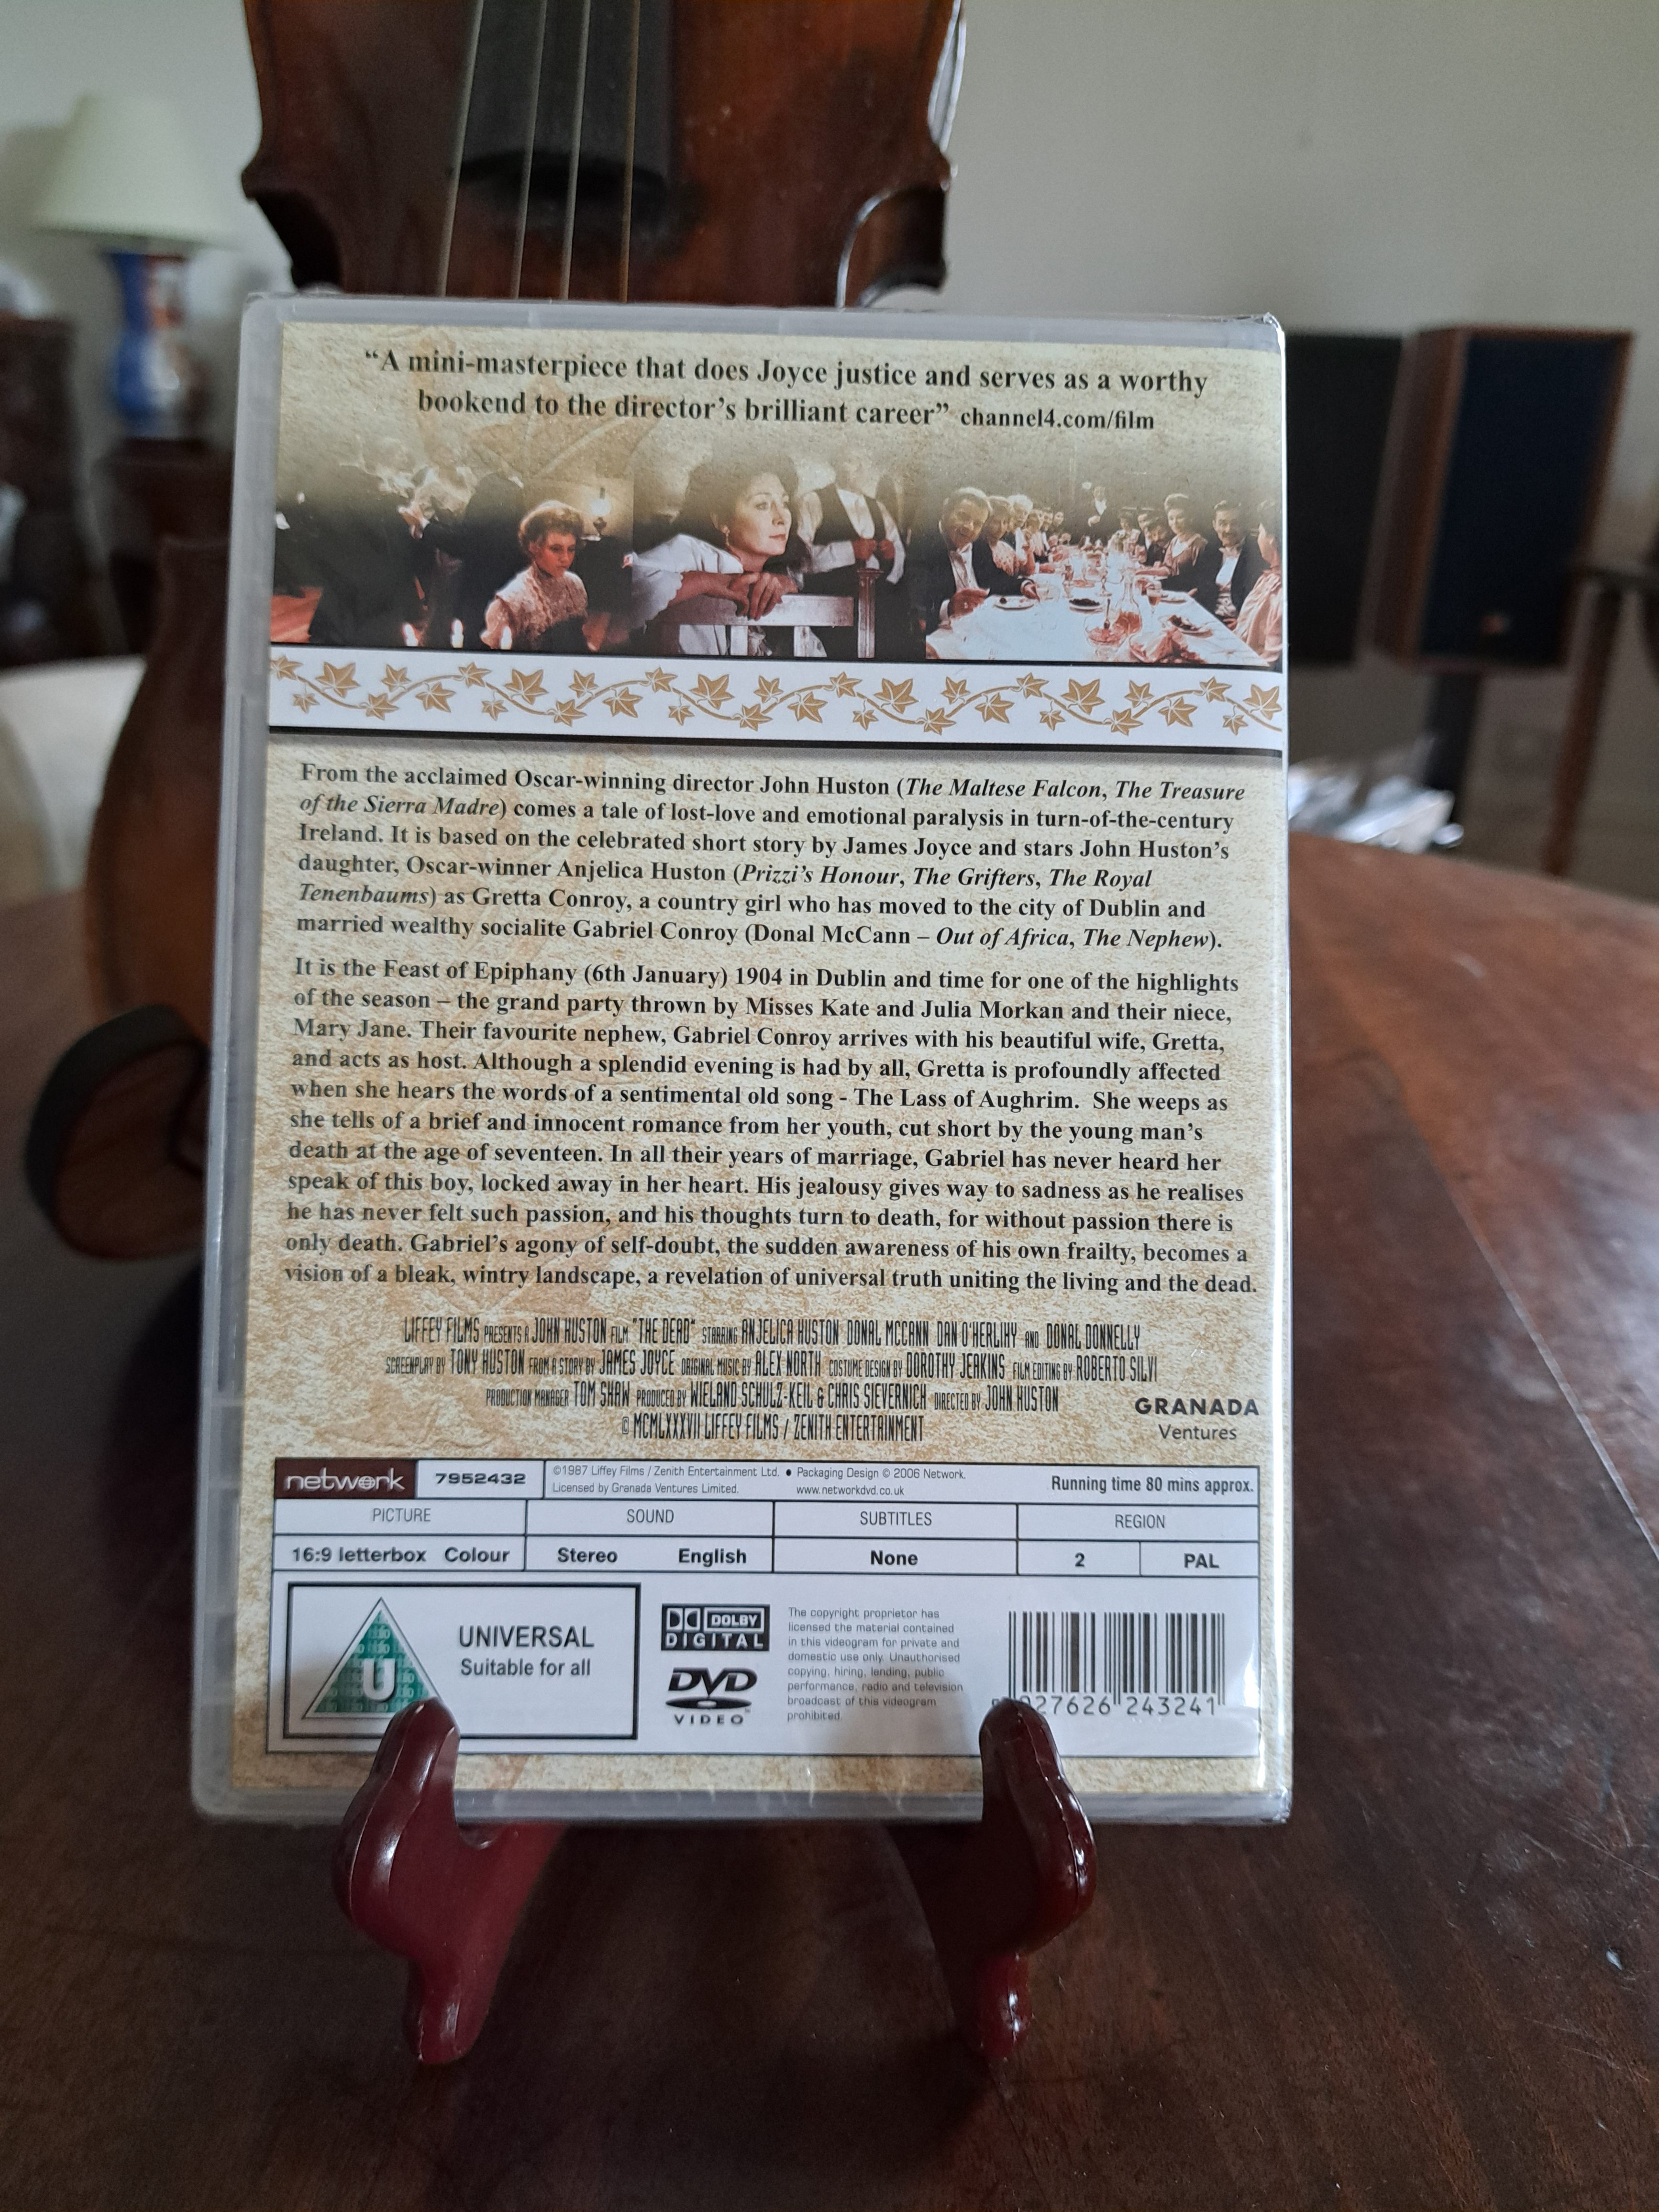 “A mini-masterpiece that does Joyce justice and serves as a worthy
bookend to the director’s brilliant career” channel4.com/film
From the acclaimed Oscar-winning director John Huston (The Maltese Falcon, The Treasure
of the Sierra Madre) comes a tale of lost-love and emotional paralysis in turn-of-the-century
Ireland. It is based on the celebrated short story by James Joyce and stars John Huston’s
daughter, Oscar-winner Anjelica Huston (Prizzi’s Honour, The Grifters, The Royal
Tenenbaums) as Gretta Conroy, a country girl who has moved to the city of Dublin and
married wealthy socialite Gabriel Conroy (Donal McCann – Out of Africa, The Nephew).
It is the Feast of Epiphany (6th January) 1904 in Dublin and time for one of the highlights
of the season – the grand party thrown by Misses Kate and Julia Morkan and their niece,
Mary Jane. Their favourite nephew, Gabriel Conroy arrives with his beautiful wife, Gretta,
and acts as host. Although a splendid evening is had by all, Gretta is profoundly affected
when she hears the words of a sentimental old song - The Lass of Aughrim. She weeps as
she tells of a brief and innocent romance from her youth, cut short by the young man’s
death at the age of seventeen. In all their years of marriage, Gabriel has never heard her
speak of this boy, locked away in her heart. His jealousy gives way to sadness as he realises
he has never felt such passion, and his thoughts turn to death, for without passion there is
only death. Gabriel’s agony of self-doubt, the sudden awareness of his own frailty, becomes a
vision of a bleak, wintry landscape, a revelation of universal truth uniting the living and the dead.
LIFFEY FILMS PRESENTS A JOHN HUSTON FILM "THE DEAD" STARRING ANJELICA HUSTON DONAL MCCANN DAN O'HERLIHY AND DONAL DONNELLY
SCREENPLAY BY TONY HUSTON FROM A STORY BY JAMES JOYCE ORIGINAL MUSIC BY ALEX NORTH COSTUME DESIGN BY DOROTHY JEAKINS FILM EDITING BY ROBERTO SILVI
PRODUCTION MANAGER TOM SHAW PRODUCED BY WIELAND SCHULZ-KEIL & CHRIS SIEVERNICH DIRECTED BY JOHN HUSTON
© MCMLXXXVII LIFFEY FILMS / ZENITH ENTERTAINMENT
GRANADA
Ventures
network 7952432
©1987 Liffey Films / Zenith Entertainment Ltd. ● Packaging Design © 2006 Network.
Licensed by Granada Ventures Limited. www.networkdvd.co.uk
Running time 80 mins approx.
PICTURE SOUND SUBTITLES REGION
16:9 letterbox Colour Stereo English None 2 PAL
U
UNIVERSAL
Suitable for all
DOLBY
DIGITAL
DVD
VIDEO
The copyright proprietor has
licensed the material contained
in this videogram for private and
domestic use only. Unauthorised
copying, hiring, lending, public
performance, radio and television
broadcast of this videogram
prohibited.
27626 243241